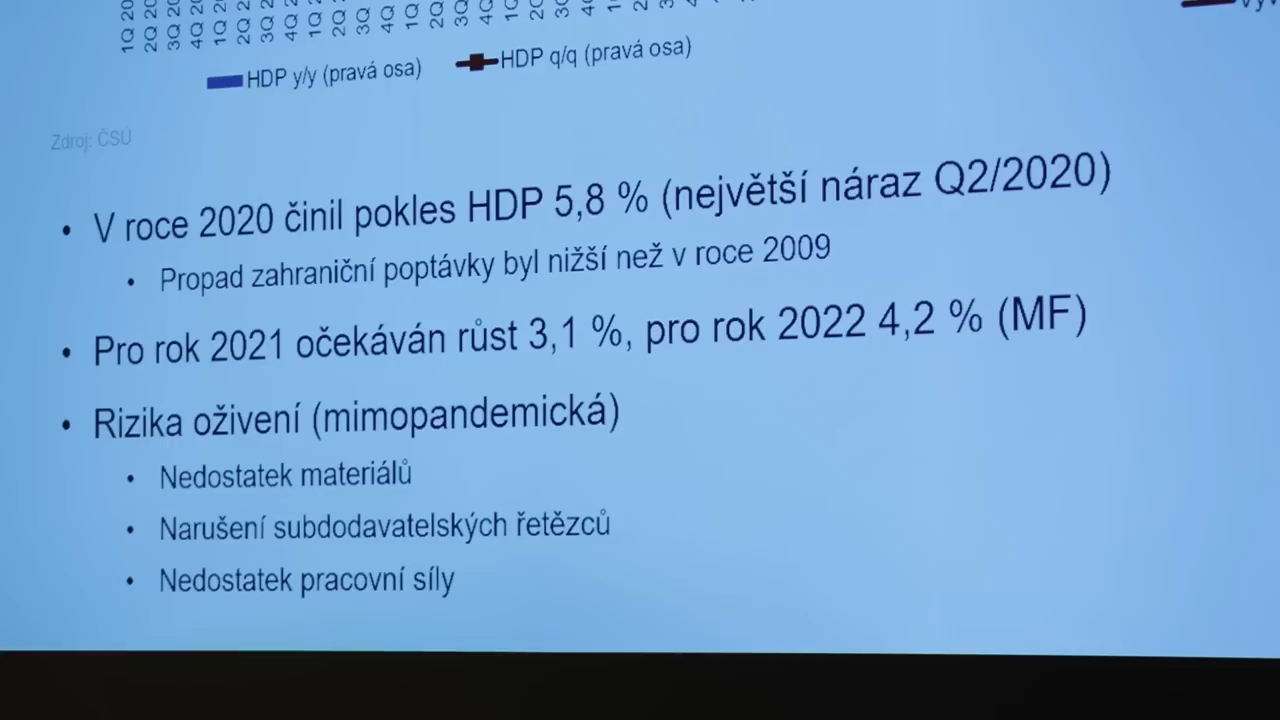 HDP y/y (pravá osa) HDP q/q (pravá osa)
Zdroj: ČSÚ
• V roce 2020 činil pokles HDP 5,8 % (největší náraz Q2/2020)
• Propad zahraniční poptávky byl nižší než v roce 2009
• Pro rok 2021 očekáván růst 3,1 %, pro rok 2022 4,2 % (MF)
• Rizika oživení (mimopandemická)
• Nedostatek materiálů
• Narušení subdodavatelských řetězců
• Nedostatek pracovní síly